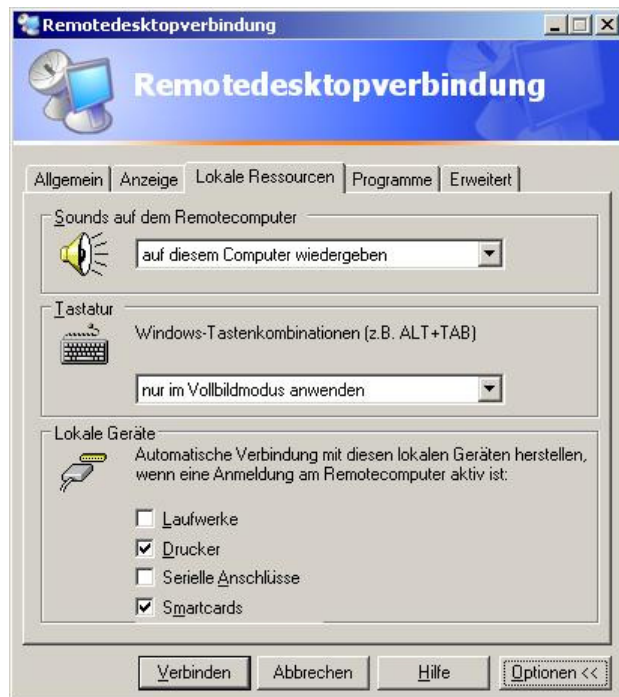 Remotedesktopverbindung
Remotedesktopverbindung
Allgemein Anzeige Lokale Ressourcen Programme Erweitert
Sounds auf dem Remotecomputer
auf diesem Computer wiedergeben
Tastatur
Windows-Tastenkombinationen (z.B. ALT+TAB)
nur im Vollbildmodus anwenden
Lokale Geräte
Automatische Verbindung mit diesen lokalen Geräten herstellen,
wenn eine Anmeldung am Remotecomputer aktiv ist:
Laufwerke
Drucker
Serielle Anschlüsse
Smartcards
Verbinden Abbrechen Hilfe Optionen <<